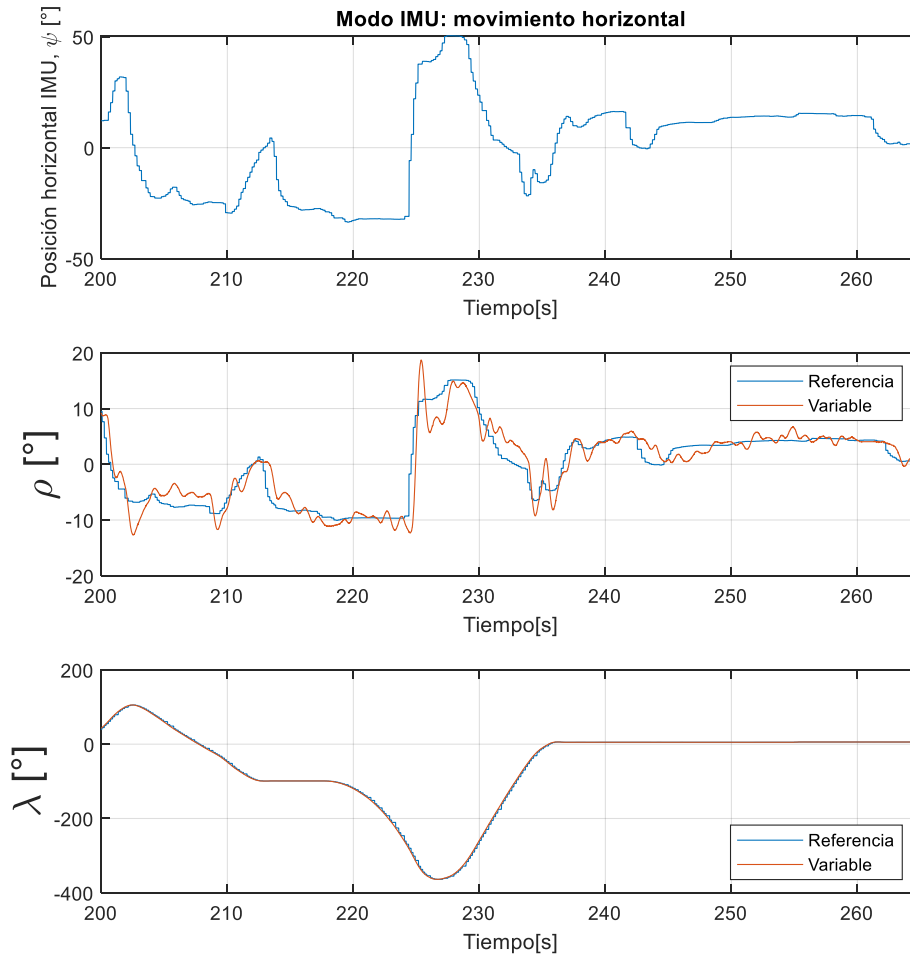 Modo IMU: movimiento horizontal
Posición horizontal IMU, ψ [°]
50
0
-50
200 210 220 230 240 250 260
Tiempo[s]
ρ [°]
20
10
0
-10
-20
Referencia
Variable
200 210 220 230 240 250 260
Tiempo[s]
λ [°]
200
0
-200
-400
Referencia
Variable
200 210 220 230 240 250 260
Tiempo[s]